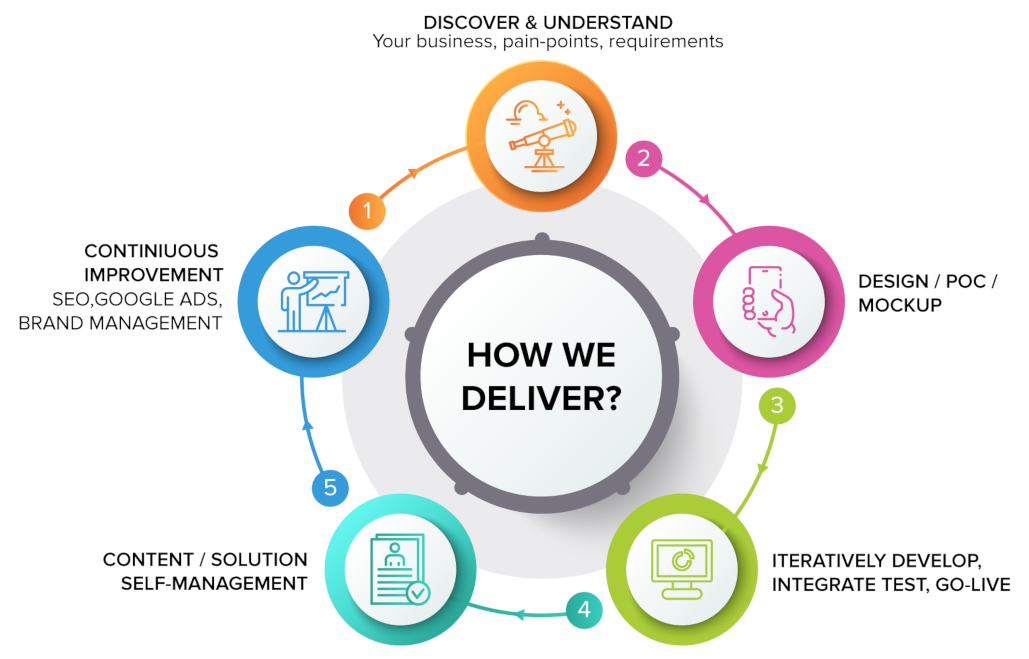 DISCOVER & UNDERSTAND
Your business, pain-points, requirements
1
2
CONTINIUOUS
IMPROVEMENT
SEO,GOOGLE ADS,
BRAND MANAGEMENT
DESIGN / POC /
MOCKUP
HOW WE
DELIVER?
3
5
4
CONTENT / SOLUTION
SELF-MANAGEMENT
ITERATIVELY DEVELOP,
INTEGRATE TEST, GO-LIVE